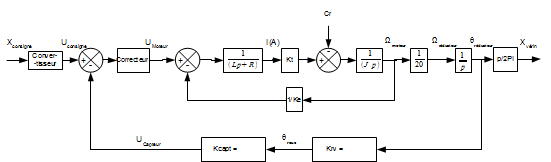 Cr
X consigne
U consigne
U Moteur
I(A)
Ω moteur
Ω réducteur
θ réducteur
X vérin
Conver-
-tisseur
+
-
Correcteur
+
-
1
(Lp+R)
Kt
+
-
1
(J p)
1
20
1
p
p/2PI
1/Ke
U Capteur
Kcapt =
θ roue
Krv =